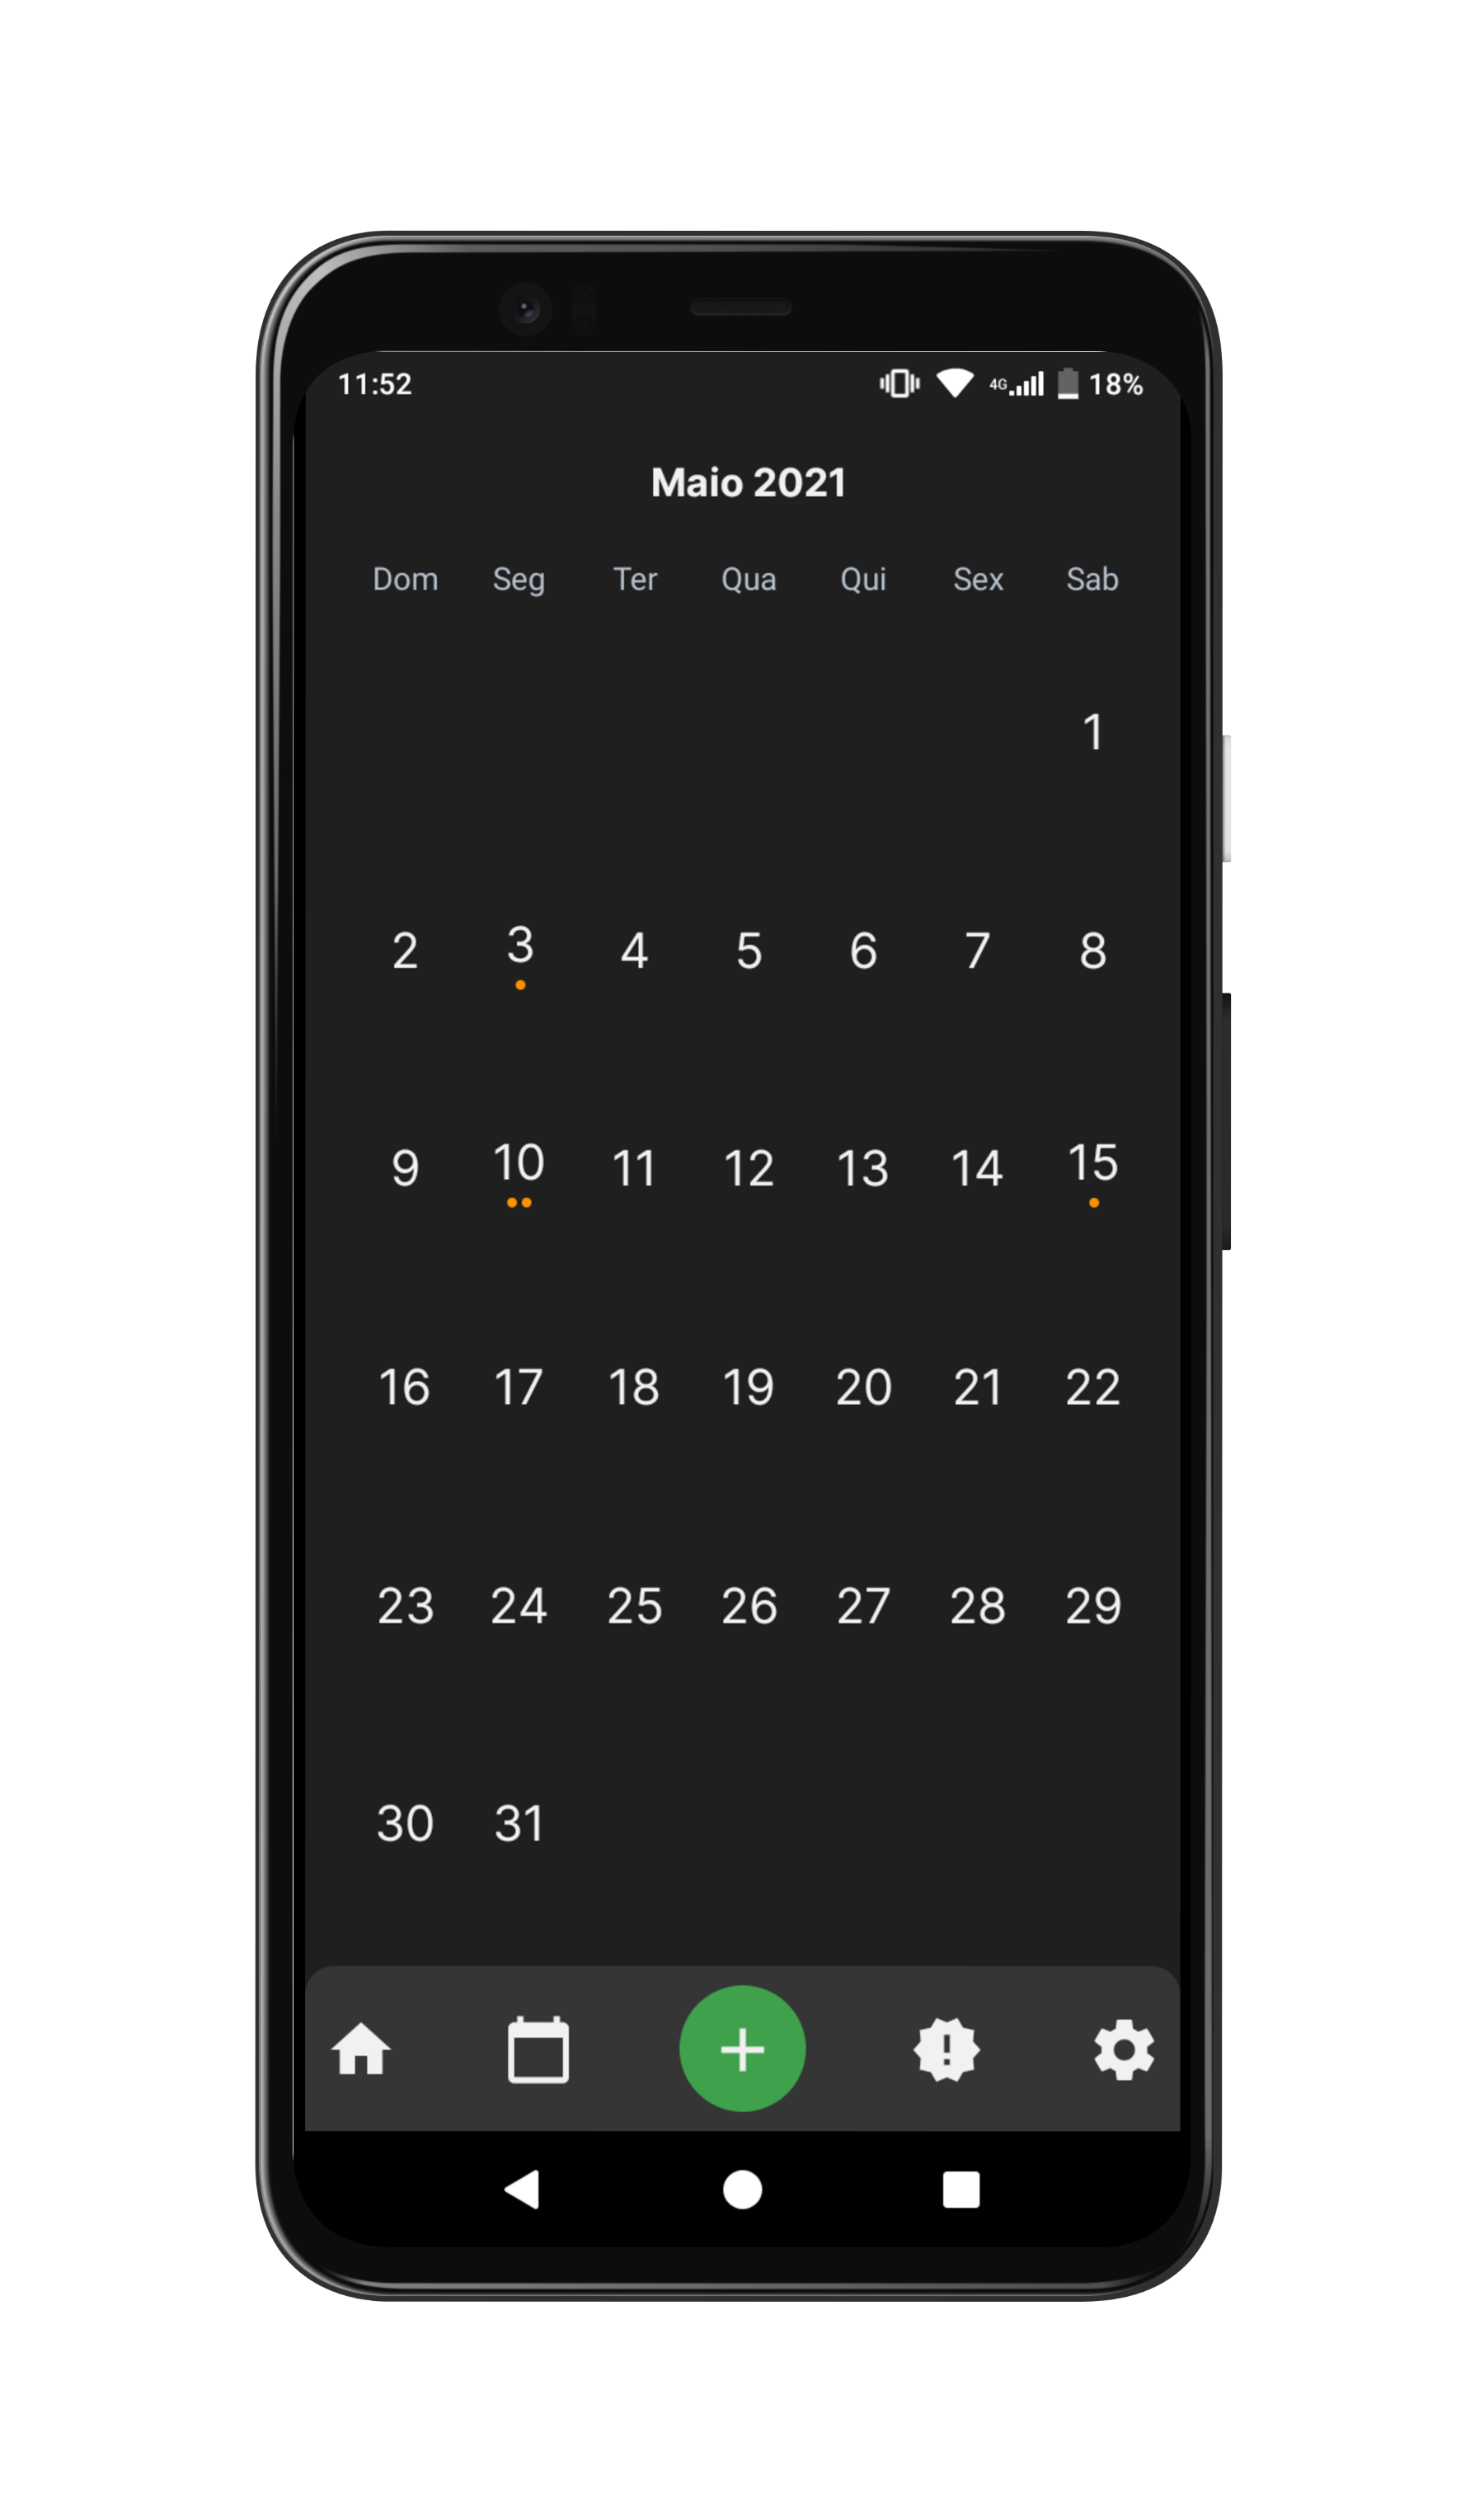 11:52 4G 18%
Maio 2021
Dom Seg Ter Qua Qui Sex Sab
1
2 3 4 5 6 7 8
9 10 11 12 13 14 15
16 17 18 19 20 21 22
23 24 25 26 27 28 29
30 31